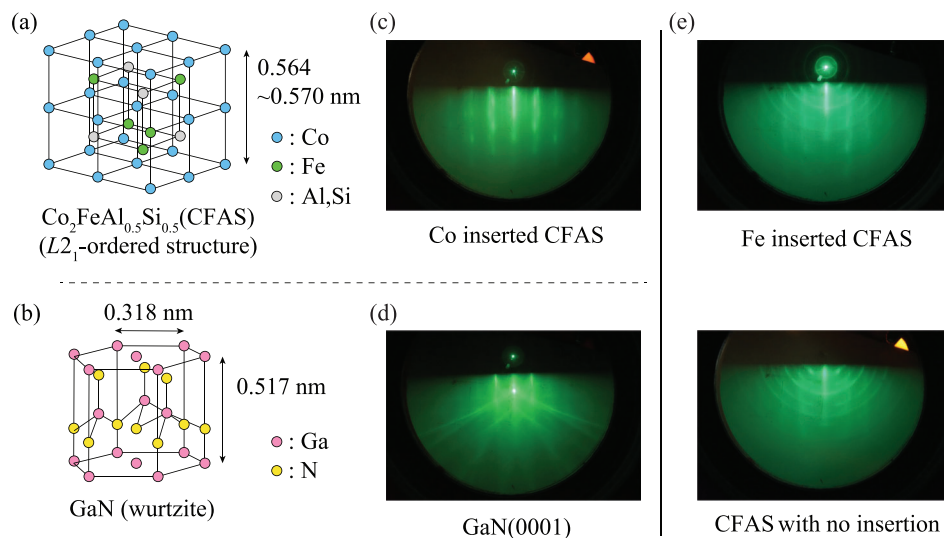 (a)
0.564
~0.570 nm
: Co
: Fe
: Al,Si
Co₂FeAl₀.₅Si₀.₅(CFAS)
(L2₁-ordered structure)
(b)
0.318 nm
0.517 nm
: Ga
: N
GaN (wurtzite)
(c)
Co inserted CFAS
(d)
GaN(0001)
(e)
Fe inserted CFAS
CFAS with no insertion